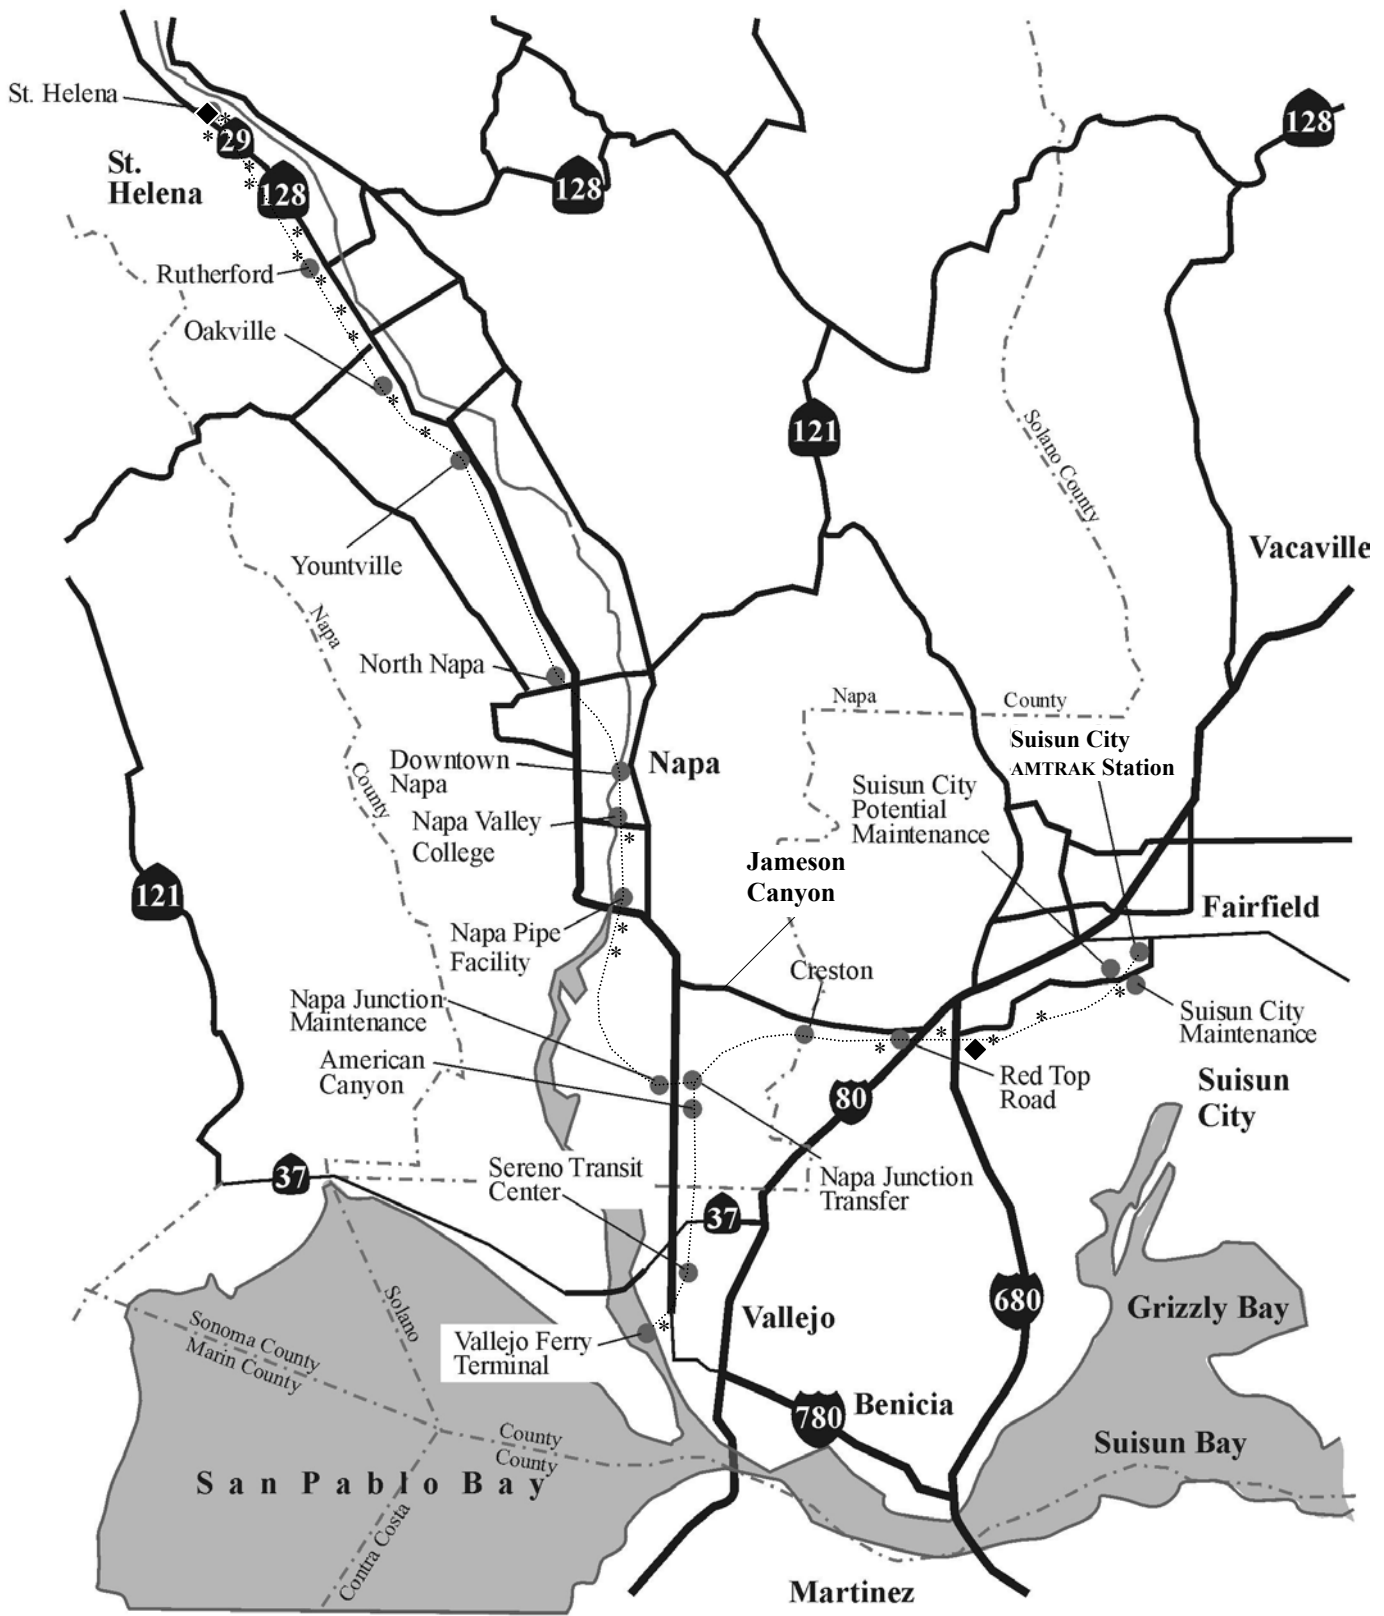 St. Helena
29
St.
Helena
128
128
128
Rutherford
Oakville
121
Solano County
Yountville
Vacaville
Napa
County
North Napa
Napa
County
Suisun City
AMTRAK Station
Downtown
Napa
Napa
Suisun City
Potential
Maintenance
Napa Valley
College
Jameson
Canyon
121
Fairfield
Napa Pipe
Facility
Creston
Napa Junction
Maintenance
Suisun City
Maintenance
American
Canyon
Red Top
Road
Suisun
City
80
37
Sereno Transit
Center
Napa Junction
Transfer
37
680
Grizzly Bay
Solano
Sonoma County
Marin County
Vallejo
Vallejo Ferry
Terminal
780
Benicia
County
County
Suisun Bay
San Pablo Bay
Contra Costa
Martinez